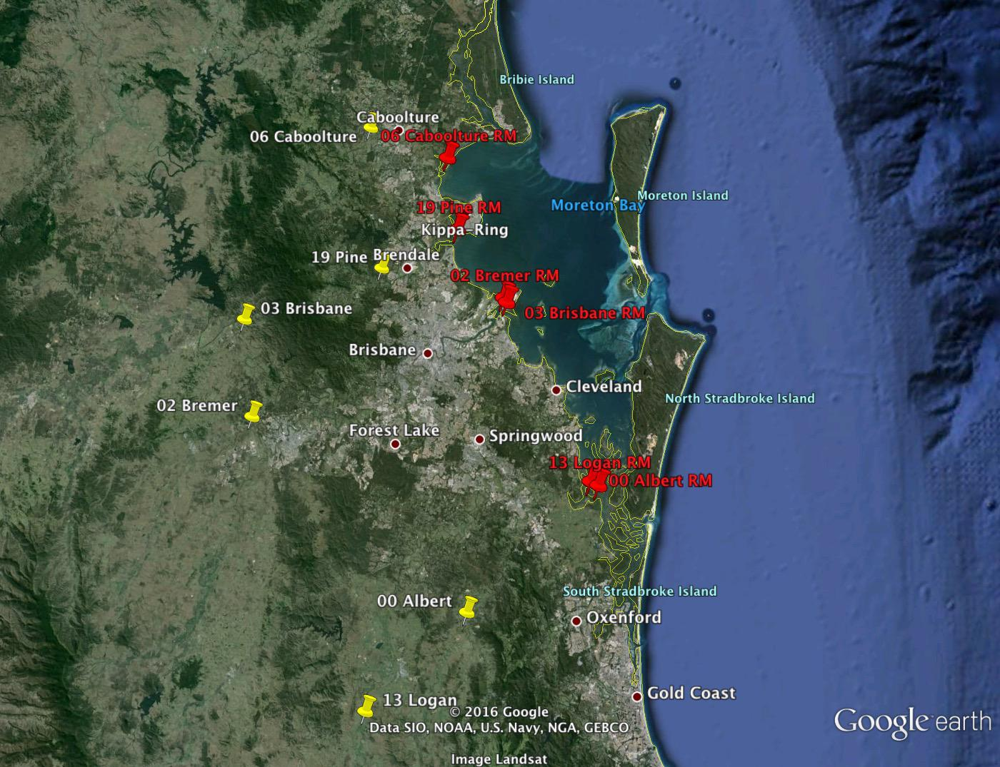 Bribie Island
Caboolture
06 Caboolture
06 Caboolture RM
Moreton Island
Moreton Bay
19 Pine RM
Kippa-Ring
19 Pine
Brendale
02 Bremer RM
03 Brisbane
03 Brisbane RM
Brisbane
Cleveland
North Stradbroke Island
02 Bremer
Forest Lake
Springwood
13 Logan RM
00 Albert RM
South Stradbroke Island
00 Albert
Oxenford
Gold Coast
13 Logan
© 2016 Google
Data SIO, NOAA, U.S. Navy, NGA, GEBCO
Google earth
Image Landsat